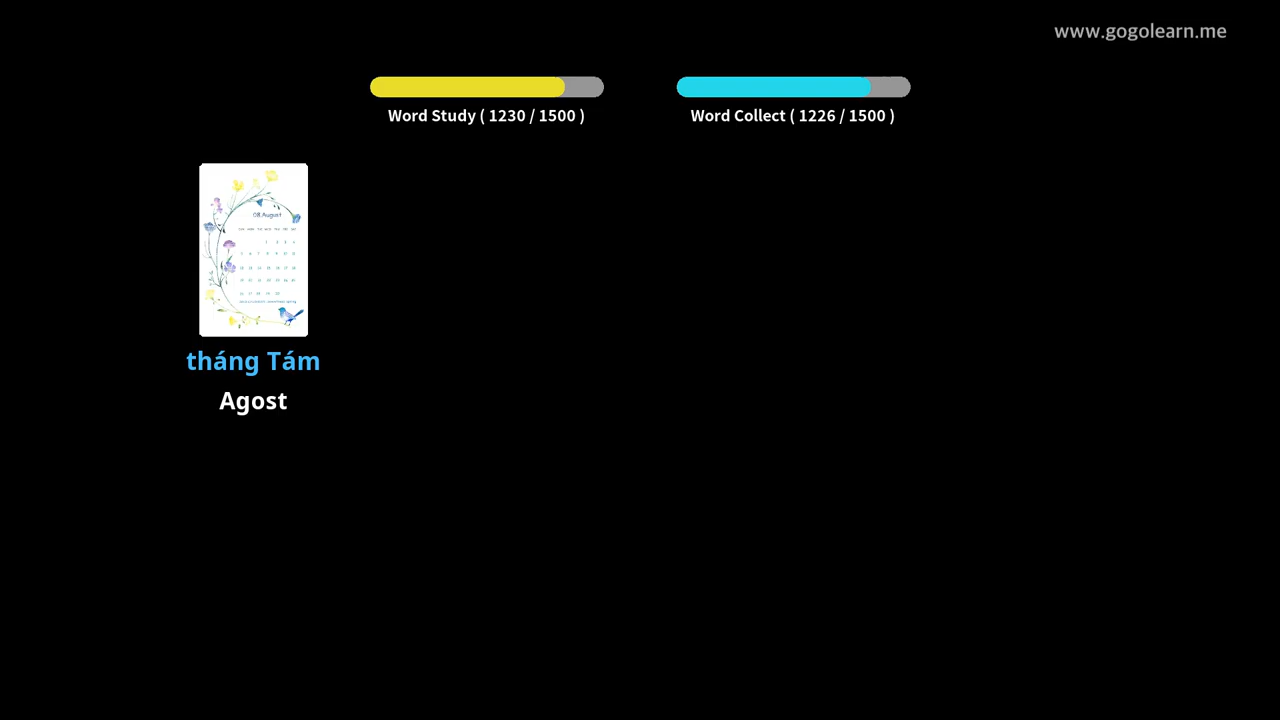 www.gogolearn.me
Word Study ( 1230 / 1500 )
Word Collect ( 1226 / 1500 )
08.August
tháng Tám
Agost